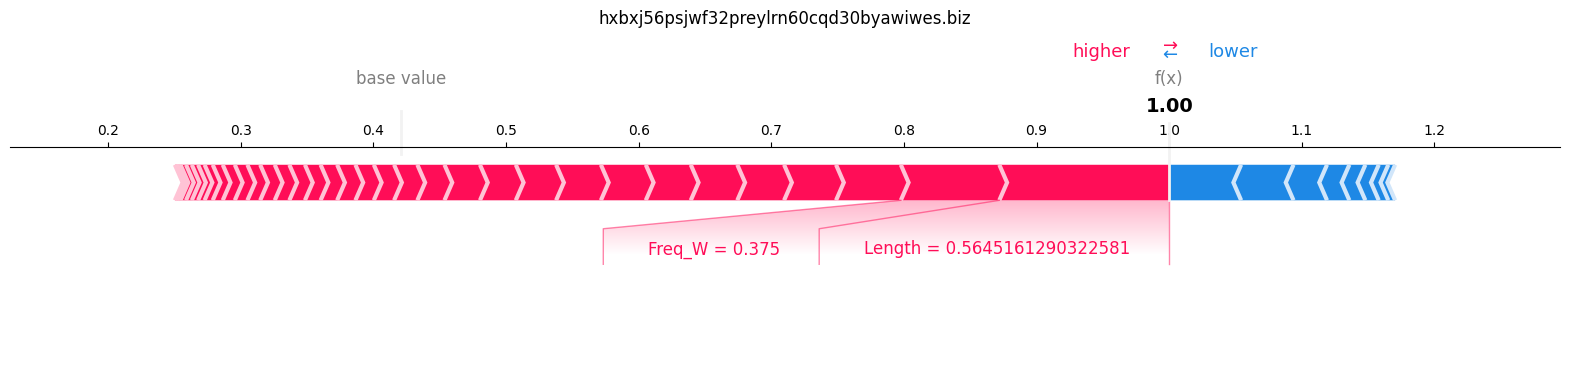 hxbxj56psjwf32preylrn60cqd30byawiwes.biz
higher → ← lower
base value f(x)
1.00
0.2 0.3 0.4 0.5 0.6 0.7 0.8 0.9 1.0 1.1 1.2
Freq_W = 0.375 Length = 0.5645161290322581